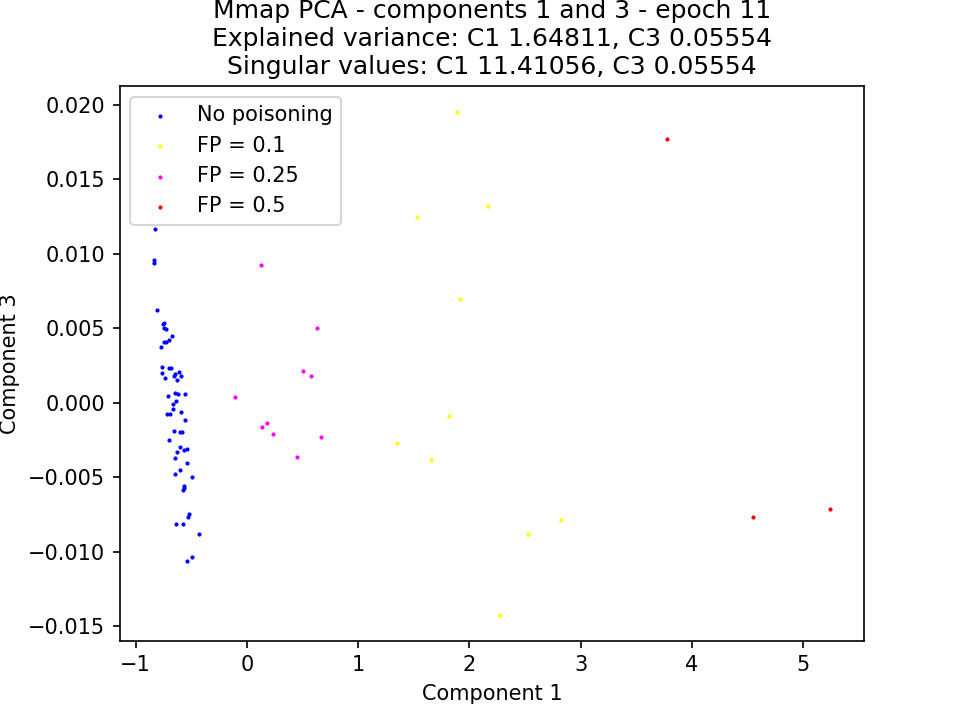 Mmap PCA - components 1 and 3 - epoch 11
Explained variance: C1 1.64811, C3 0.05554
Singular values: C1 11.41056, C3 0.05554
No poisoning
FP = 0.1
FP = 0.25
FP = 0.5
0.020
0.015
0.010
0.005
0.000
−0.005
−0.010
−0.015
Component 3
−1
0
1
2
3
4
5
Component 1